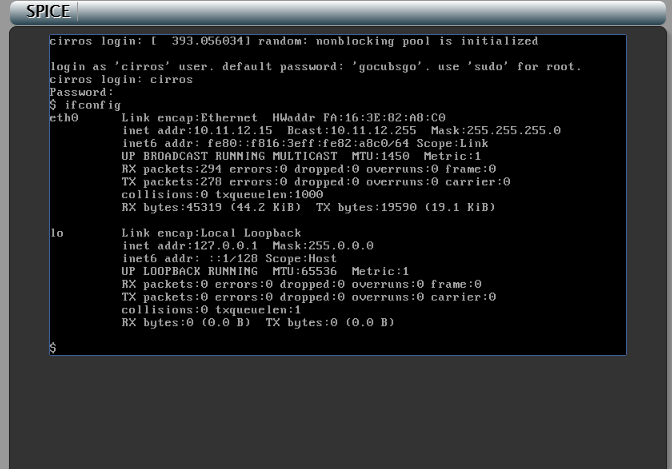 SPICE
cirros login: [  393.056034] random: nonblocking pool is initialized
login as 'cirros' user. default password: 'gocubsgo'. use 'sudo' for root.
cirros login: cirros
Password:
$ ifconfig
eth0      Link encap:Ethernet  HWaddr FA:16:3E:82:A8:C0
          inet addr:10.11.12.15  Bcast:10.11.12.255  Mask:255.255.255.0
          inet6 addr: fe80::f816:3eff:fe82:a8c0/64 Scope:Link
          UP BROADCAST RUNNING MULTICAST  MTU:1450  Metric:1
          RX packets:294 errors:0 dropped:0 overruns:0 frame:0
          TX packets:278 errors:0 dropped:0 overruns:0 carrier:0
          collisions:0 txqueuelen:1000
          RX bytes:45319 (44.2 KiB)  TX bytes:19590 (19.1 KiB)
lo        Link encap:Local Loopback
          inet addr:127.0.0.1  Mask:255.0.0.0
          inet6 addr: ::1/128 Scope:Host
          UP LOOPBACK RUNNING  MTU:65536  Metric:1
          RX packets:0 errors:0 dropped:0 overruns:0 frame:0
          TX packets:0 errors:0 dropped:0 overruns:0 carrier:0
          collisions:0 txqueuelen:1
          RX bytes:0 (0.0 B)  TX bytes:0 (0.0 B)
$